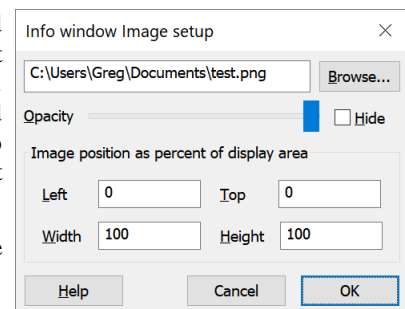 Info window Image setup
C:\Users\Greg\Documents\test.png Browse...
Opacity Hide
Image position as percent of display area
Left 0 Top 0
Width 100 Height 100
Help Cancel OK